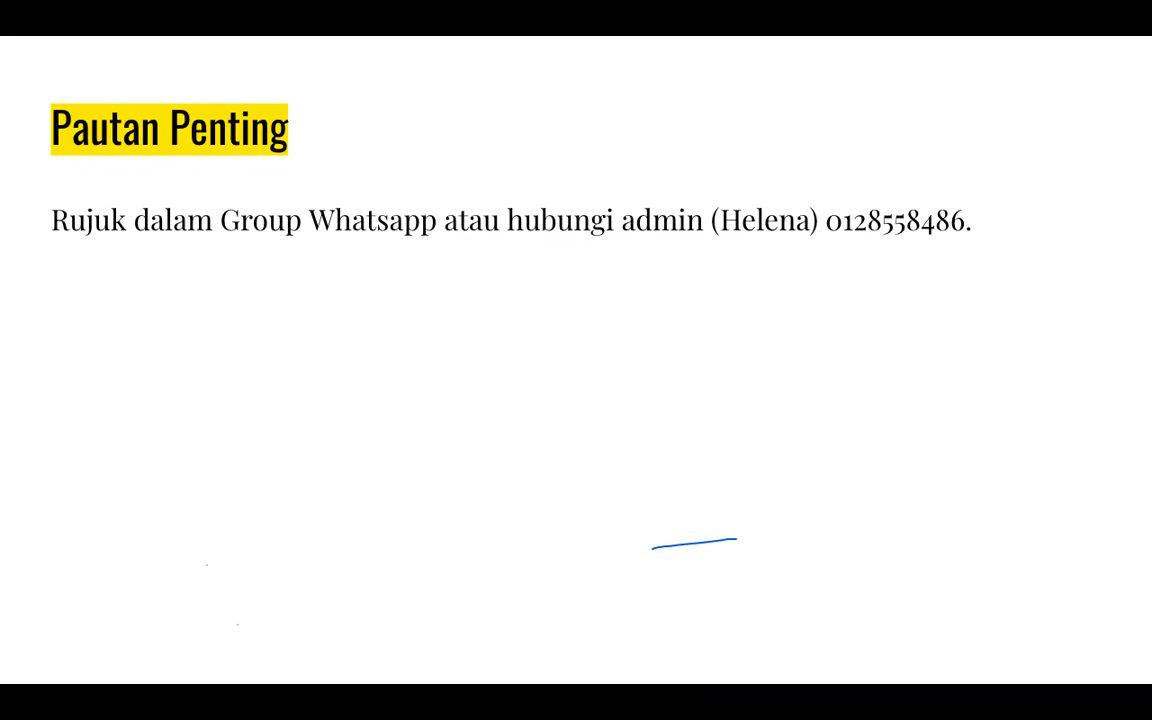 Pautan Penting
Rujuk dalam Group Whatsapp atau hubungi admin (Helena) 0128558486.